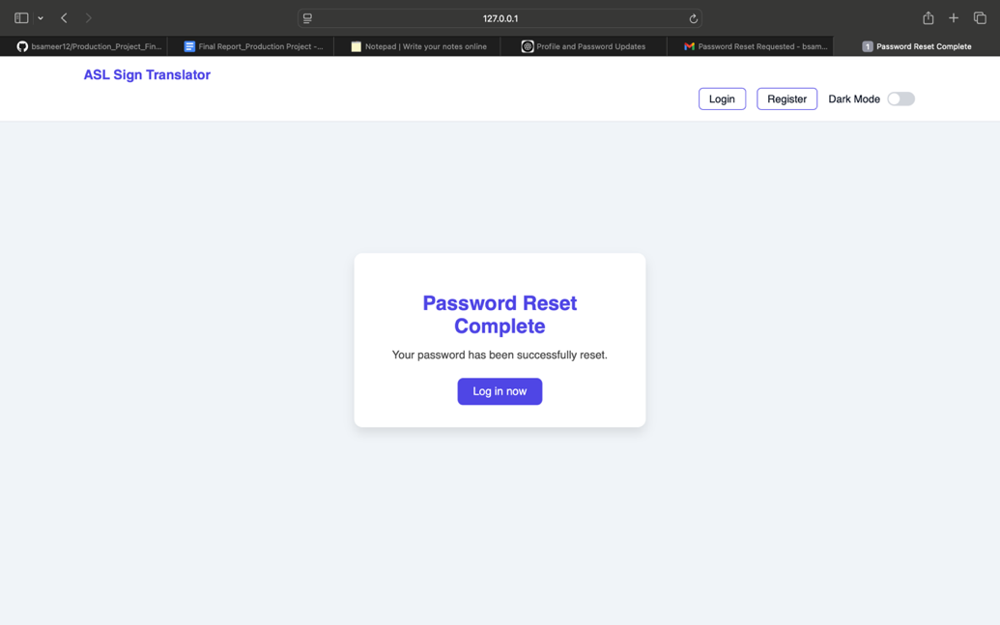 127.0.0.1
bsameer12/Production_Project_Fin...
Final Report_Production Project -...
Notepad | Write your notes online
Profile and Password Updates
Password Reset Requested - bsam...
1 Password Reset Complete
ASL Sign Translator
Login
Register
Dark Mode
Password Reset
Complete
Your password has been successfully reset.
Log in now